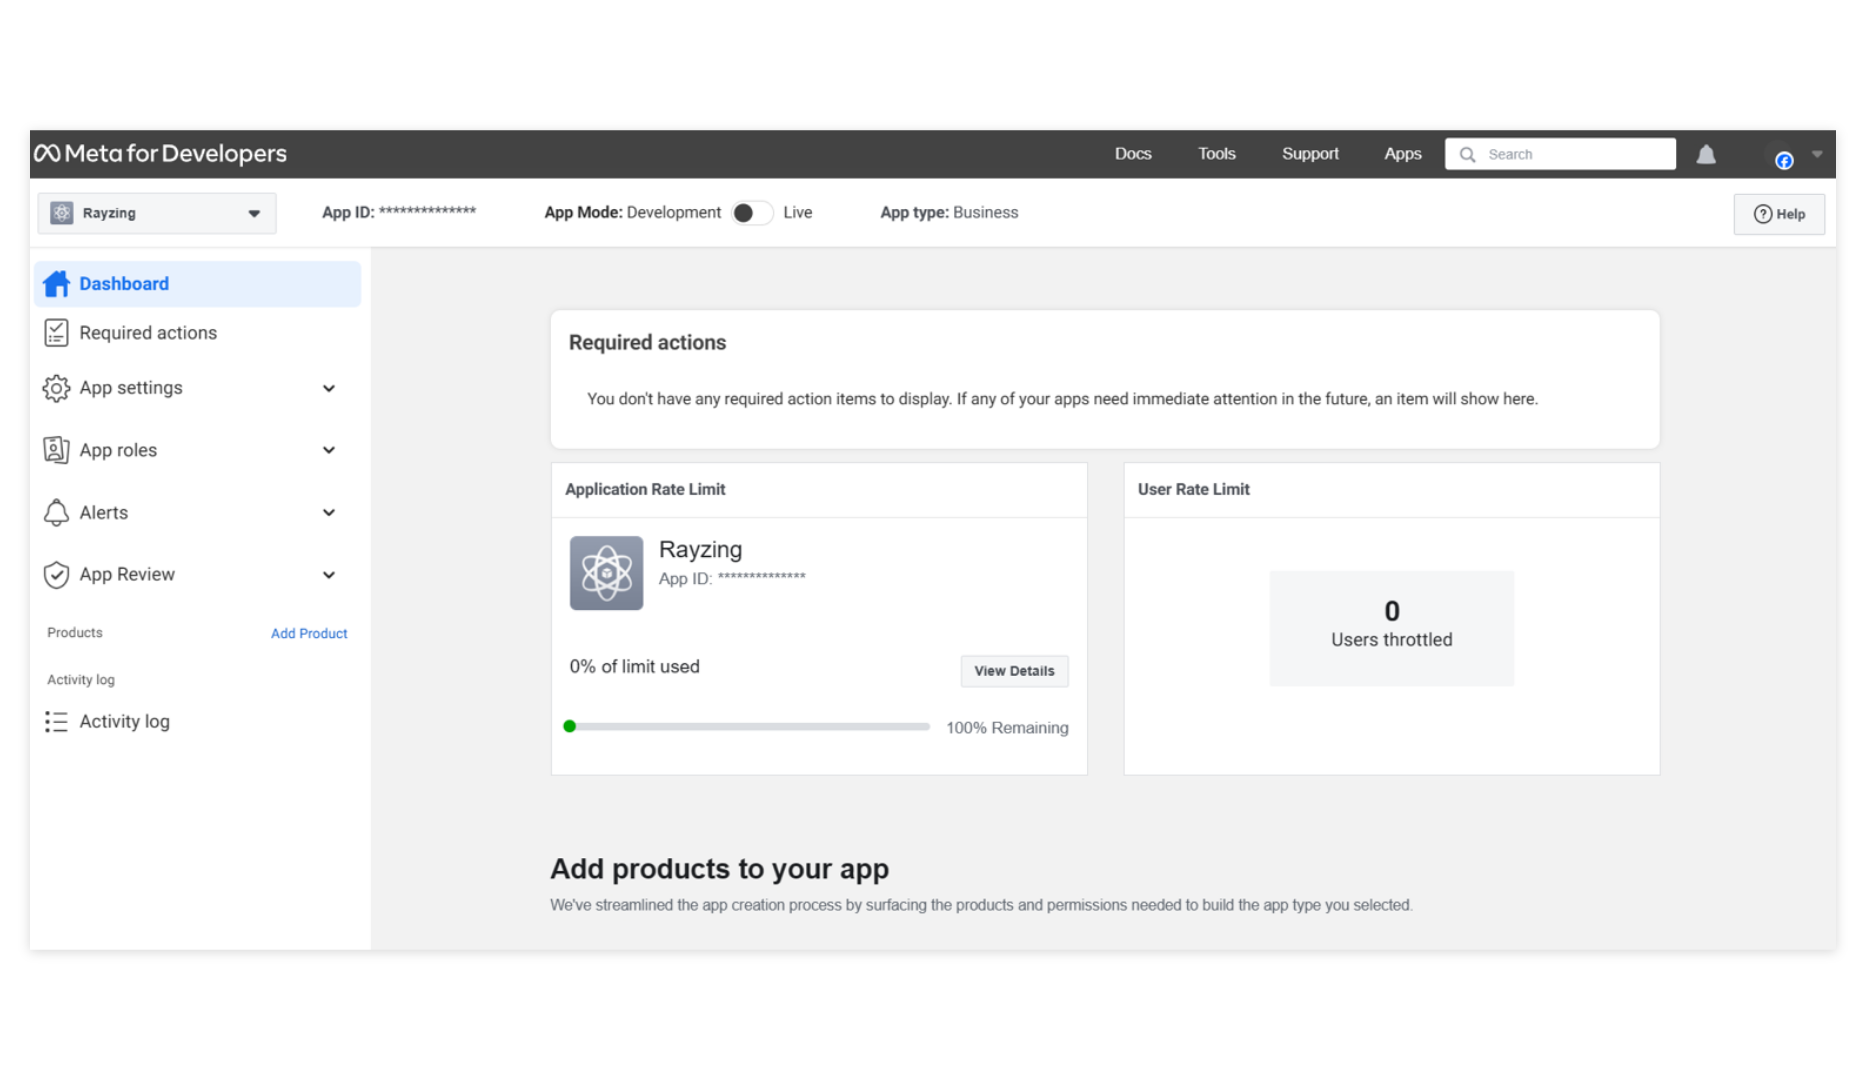 Meta for Developers
Docs Tools Support Apps Search
Rayzing App ID: ************** App Mode: Development Live App type: Business Help
Dashboard
Required actions
App settings
App roles
Alerts
App Review
Products Add Product
Activity log
Activity log
Required actions
You don't have any required action items to display. If any of your apps need immediate attention in the future, an item will show here.
Application Rate Limit
Rayzing
App ID: **************
0% of limit used
View Details
100% Remaining
User Rate Limit
0
Users throttled
Add products to your app
We've streamlined the app creation process by surfacing the products and permissions needed to build the app type you selected.